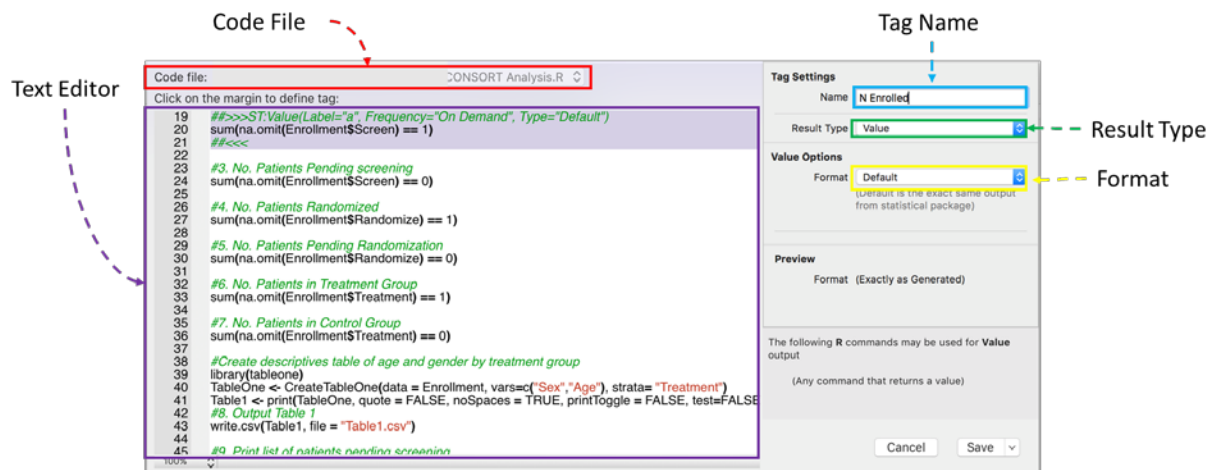 Code File
Tag Name
Text Editor
Code file:
CONSORT Analysis.R
Click on the margin to define tag:
19 ##>>>ST:Value(Label="a", Frequency="On Demand", Type="Default")
20 sum(na.omit(Enrollment$Screen) == 1)
21 ##<<<
22
23 #3. No. Patients Pending screening
24 sum(na.omit(Enrollment$Screen) == 0)
25
26 #4. No. Patients Randomized
27 sum(na.omit(Enrollment$Randomize) == 1)
28
29 #5. No. Patients Pending Randomization
30 sum(na.omit(Enrollment$Randomize) == 0)
31
32 #6. No. Patients in Treatment Group
33 sum(na.omit(Enrollment$Treatment) == 1)
34
35 #7. No. Patients in Control Group
36 sum(na.omit(Enrollment$Treatment) == 0)
37
38 #Create descriptives table of age and gender by treatment group
39 library(tableone)
40 TableOne <- CreateTableOne(data = Enrollment, vars=c("Sex","Age"), strata= "Treatment")
41 Table1 <- print(TableOne, quote = FALSE, noSpaces = TRUE, printToggle = FALSE, test=FALSE
42 #8. Output Table 1
43 write.csv(Table1, file = "Table1.csv")
44
45 #9. Print list of patients pending screening
100%
Tag Settings
Name N Enrolled
Result Type Value
Result Type
Value Options
Format Default
Format
(Default is the exact same output
from statistical package)
Preview
Format (Exactly as Generated)
The following R commands may be used for Value
output
(Any command that returns a value)
Cancel Save